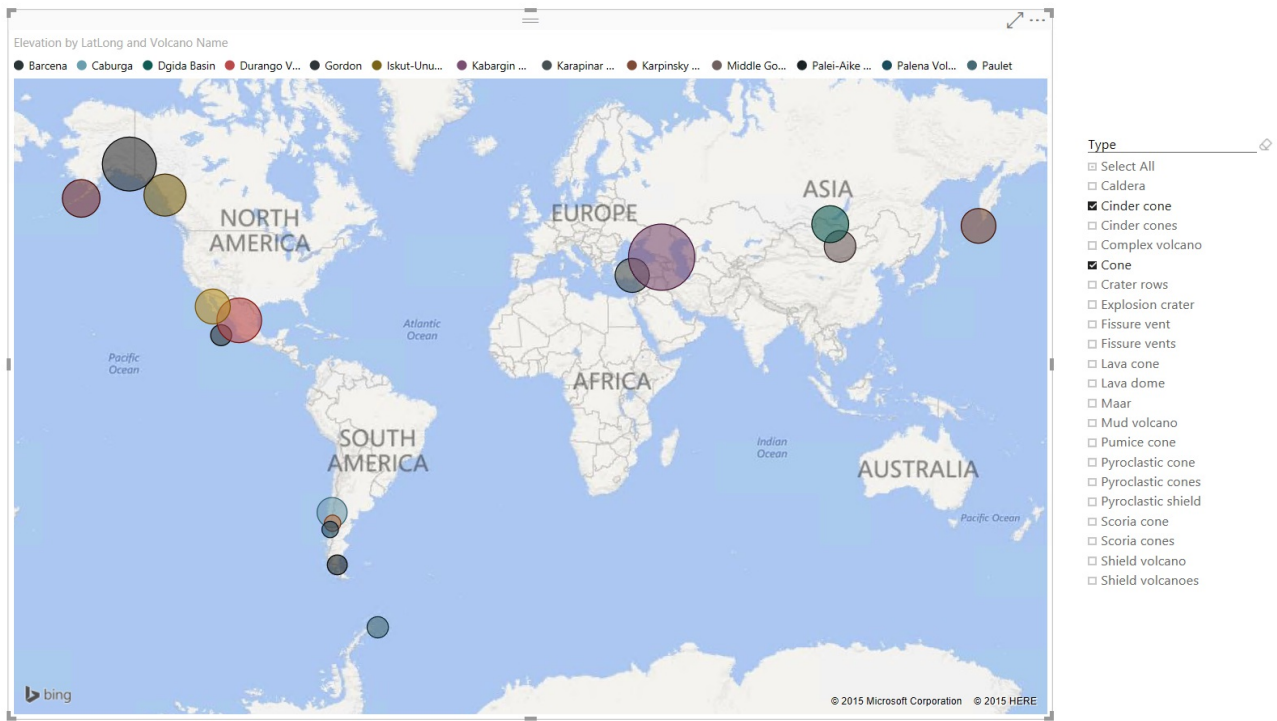 Elevation by LatLong and Volcano Name
Barcena Caburga Dgida Basin Durango V... Gordon Iskut-Unu... Kabargin ... Karapinar ... Karpinsky ... Middle Go... Palei-Aike ... Palena Vol... Paulet
NORTH
AMERICA
EUROPE
ASIA
Atlantic
Ocean
Pacific
Ocean
AFRICA
SOUTH
AMERICA
Indian
Ocean
AUSTRALIA
Pacific Ocean
bing
© 2015 Microsoft Corporation © 2015 HERE
Type
Select All
Caldera
Cinder cone
Cinder cones
Complex volcano
Cone
Crater rows
Explosion crater
Fissure vent
Fissure vents
Lava cone
Lava dome
Maar
Mud volcano
Pumice cone
Pyroclastic cone
Pyroclastic cones
Pyroclastic shield
Scoria cone
Scoria cones
Shield volcano
Shield volcanoes